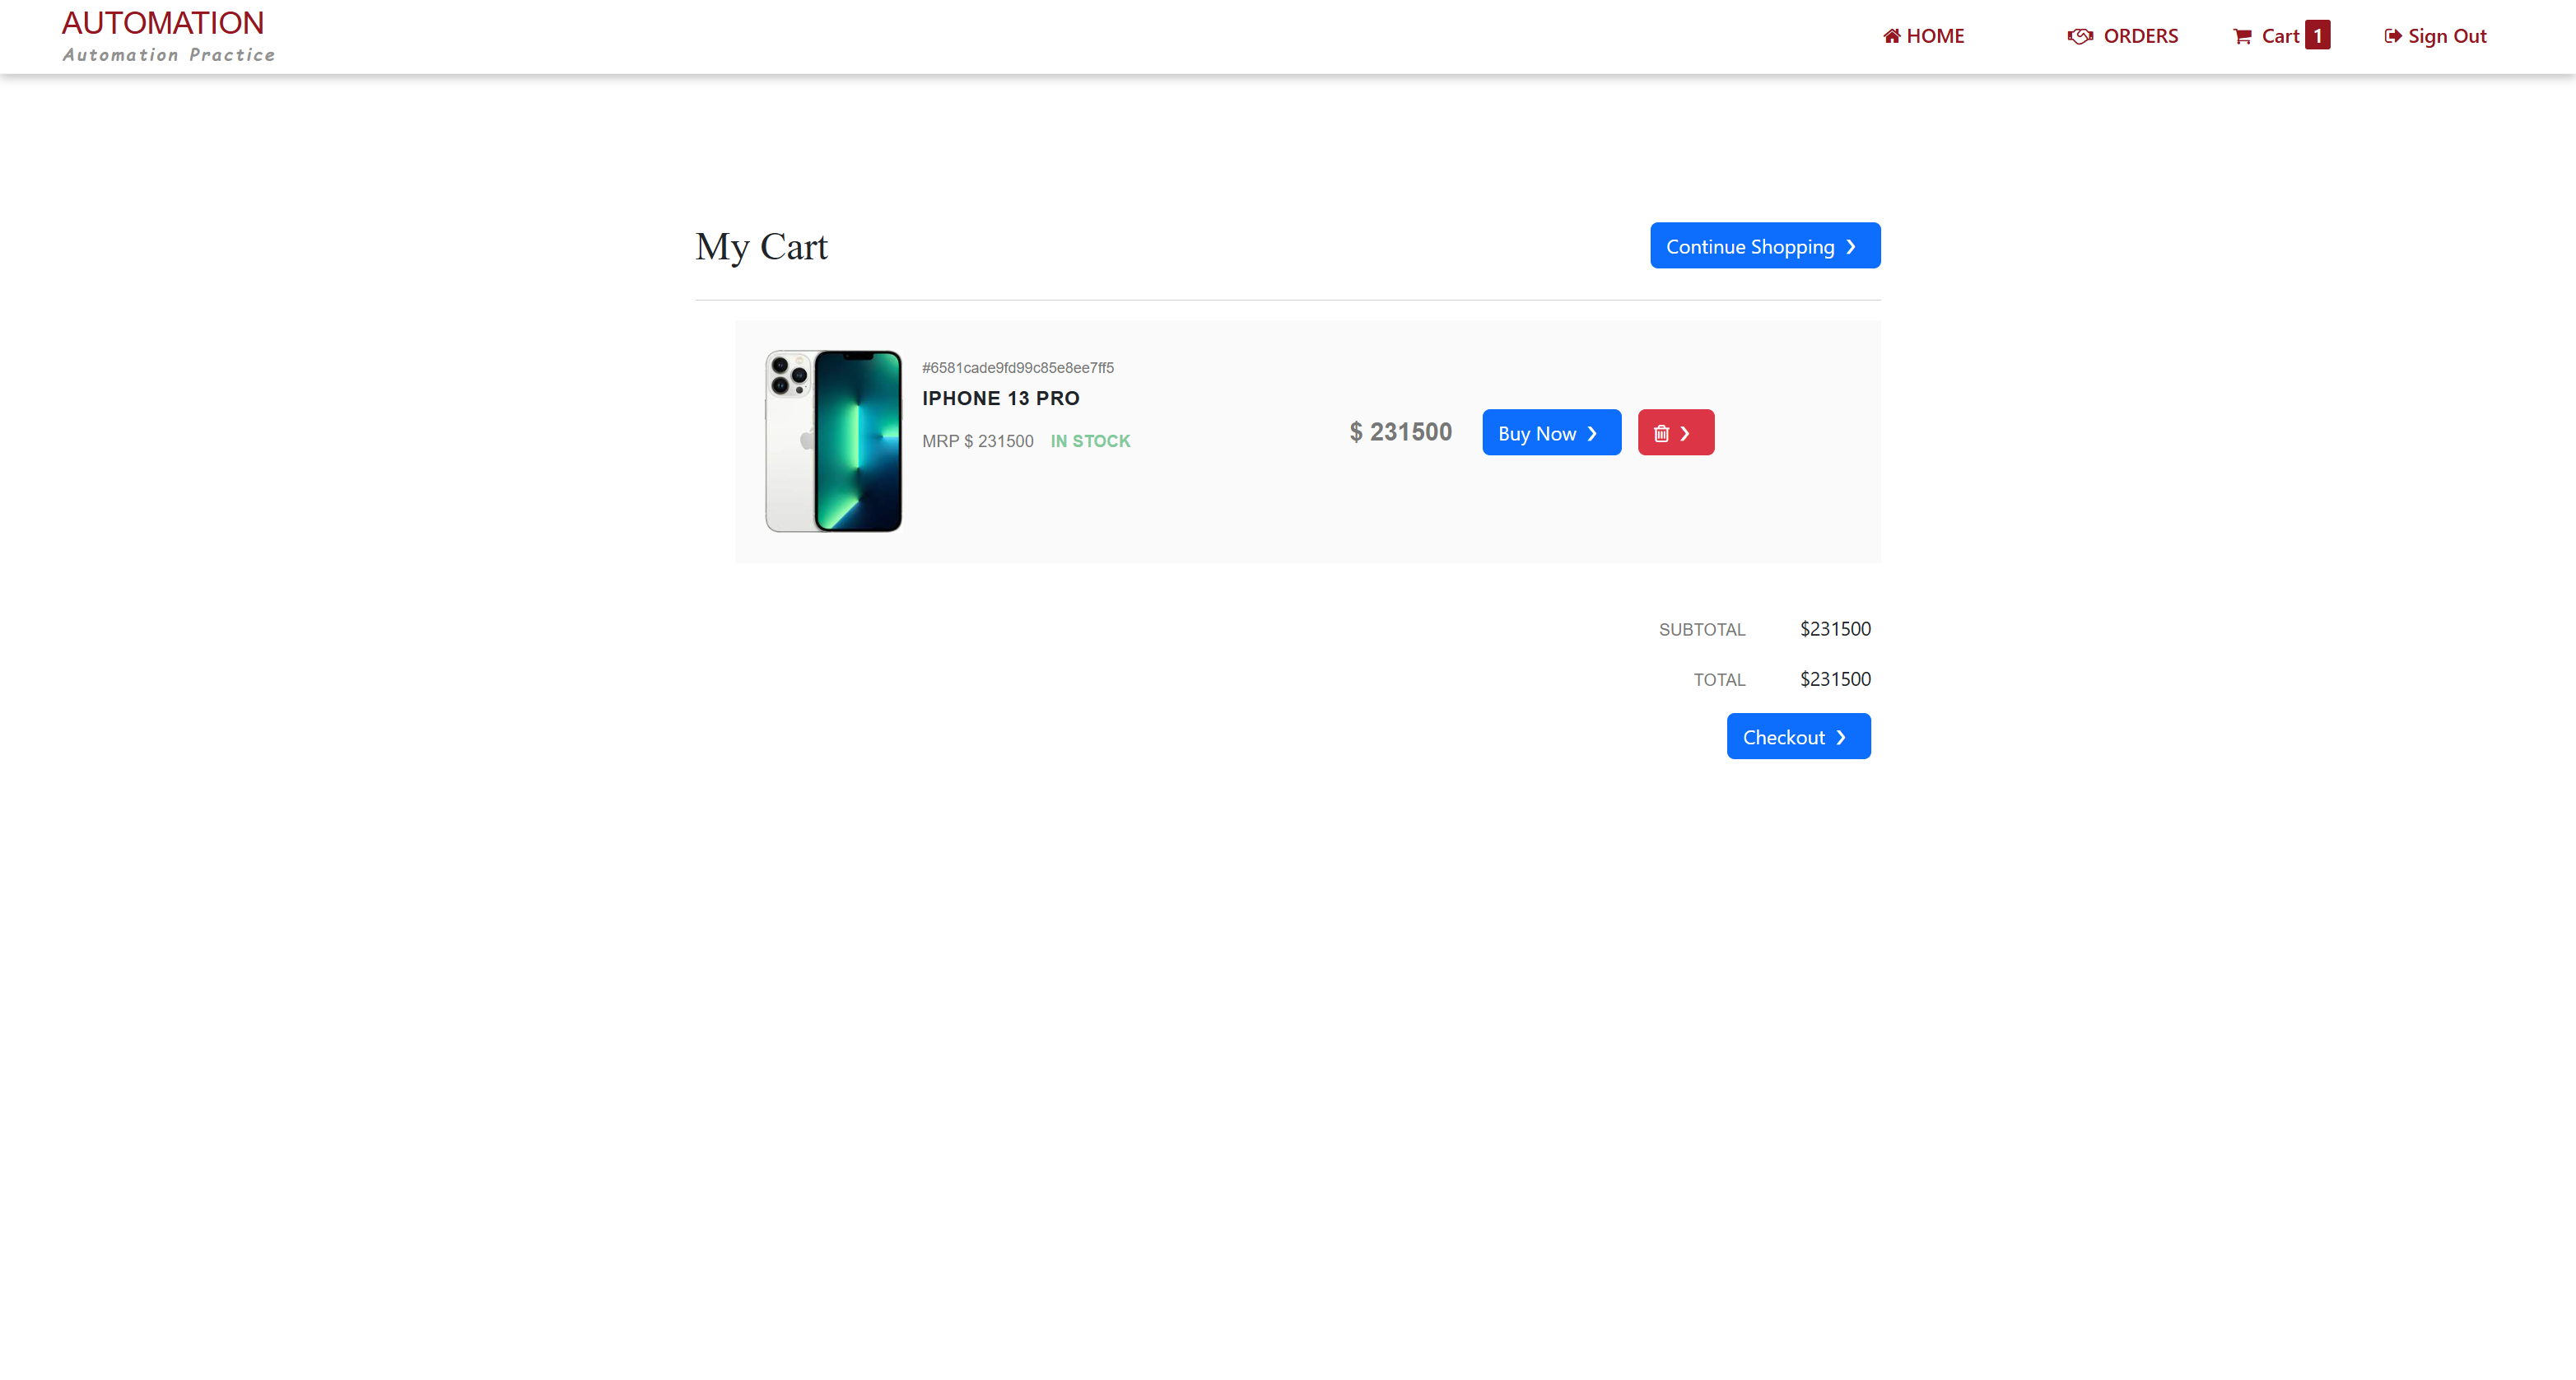 AUTOMATION
Automation Practice
HOME
ORDERS
Cart 1
Sign Out
My Cart
Continue Shopping
#6581cade9fd99c85e8ee7ff5
IPHONE 13 PRO
MRP $ 231500 IN STOCK
$ 231500
Buy Now
SUBTOTAL $231500
TOTAL $231500
Checkout